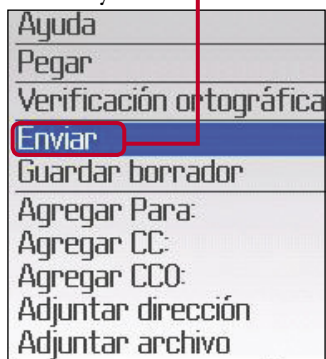 Ayuda
Pegar
Verificación ortográfica
Enviar
Guardar borrador
Agregar Para:
Agregar CC:
Agregar CCO:
Adjuntar dirección
Adjuntar archivo